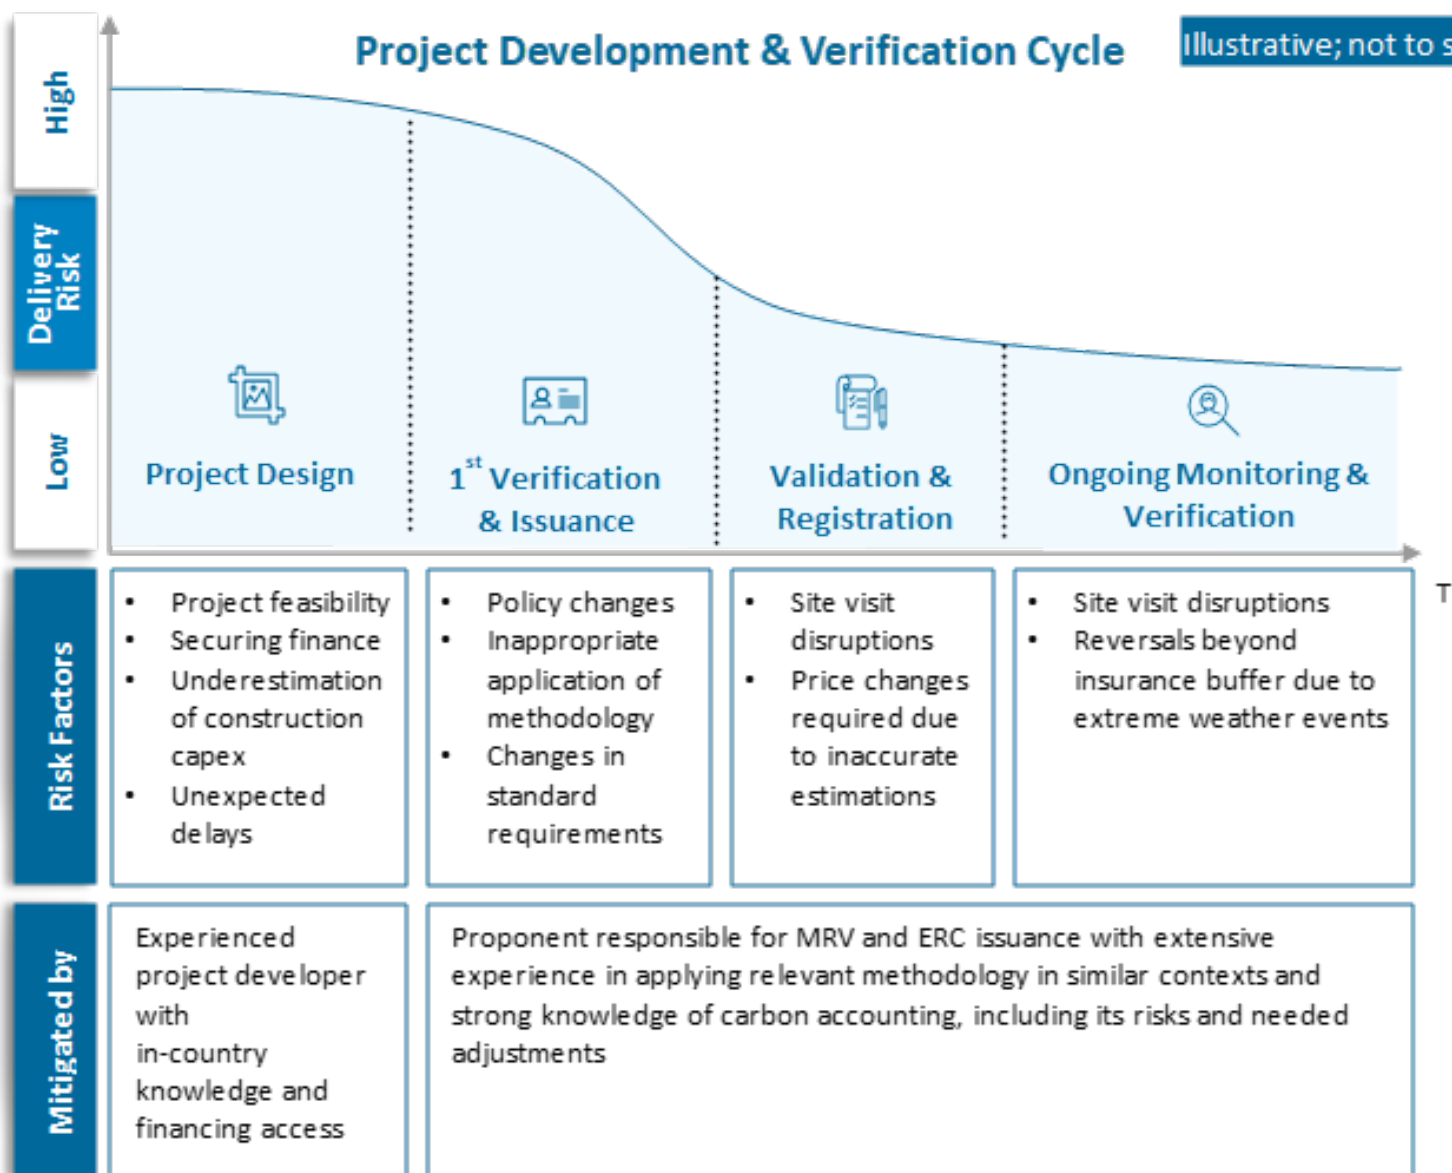 Project Development & Verification Cycle
Illustrative; not to s
High
Delivery
Risk
Low
Project Design
1st Verification
& Issuance
Validation &
Registration
Ongoing Monitoring &
Verification
T
Risk Factors
• Project feasibility
• Securing finance
• Underestimation
of construction
capex
• Unexpected
delays
• Policy changes
• Inappropriate
application of
methodology
• Changes in
standard
requirements
• Site visit
disruptions
• Price changes
required due
to inaccurate
estimations
• Site visit disruptions
• Reversals beyond
insurance buffer due to
extreme weather events
Mitigated by
Experienced
project developer
with
in-country
knowledge and
financing access
Proponent responsible for MRV and ERC issuance with extensive
experience in applying relevant methodology in similar contexts and
strong knowledge of carbon accounting, including its risks and needed
adjustments